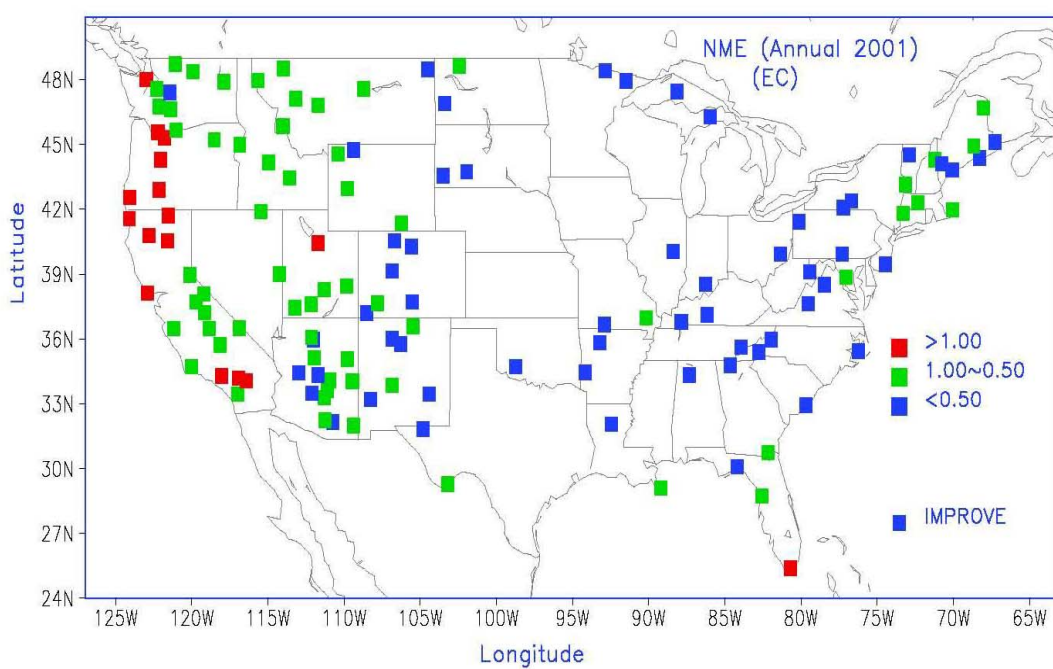 NME (Annual 2001)
(EC)
48N
45N
42N
39N
36N
33N
30N
27N
24N
Latitude
>1.00
1.00~0.50
<0.50
IMPROVE
125W 120W 115W 110W 105W 100W 95W 90W 85W 80W 75W 70W 65W
Longitude